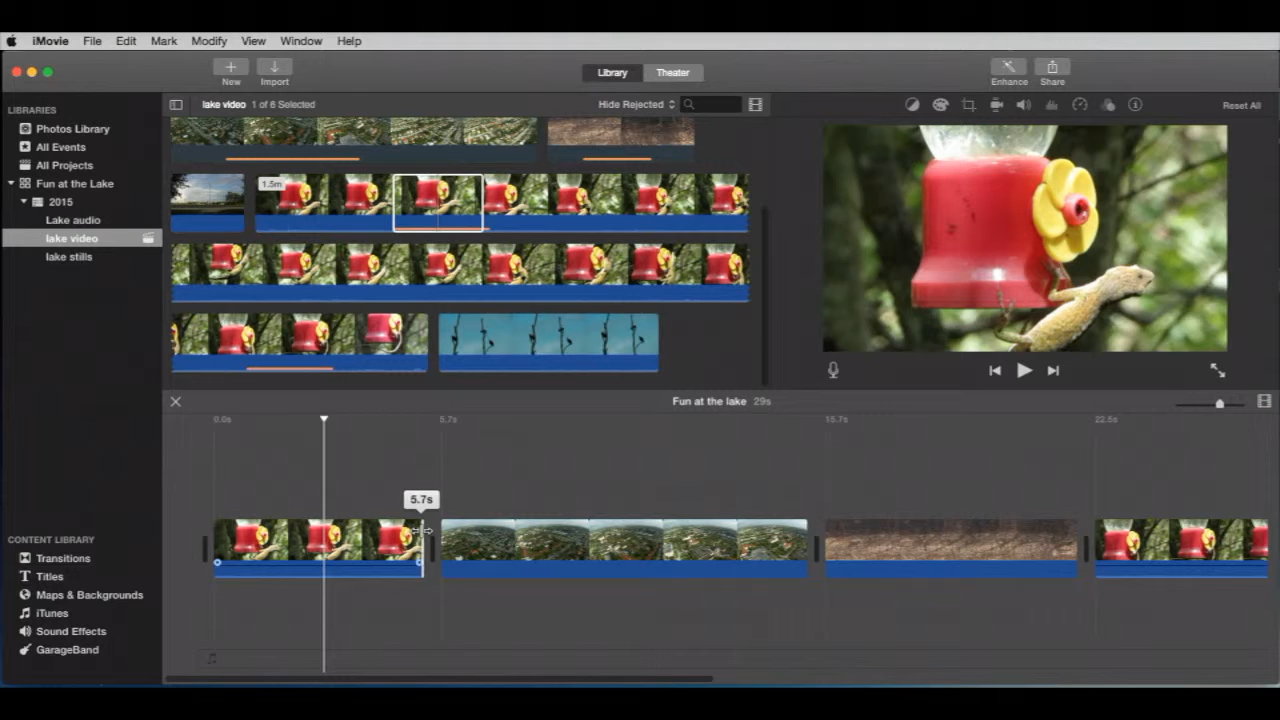 iMovie File Edit Mark Modify View Window Help
New Import Library Theater Enhance Share
LIBRARIES
Photos Library
All Events
All Projects
Fun at the Lake
2015
Lake audio
lake video
lake stills
CONTENT LIBRARY
Transitions
Titles
Maps & Backgrounds
iTunes
Sound Effects
GarageBand
lake video 1 of 6 Selected Hide Rejected
Reset All
1.5m
Fun at the lake 29s
0.0s 5.7s 15.7s 22.5s
5.7s